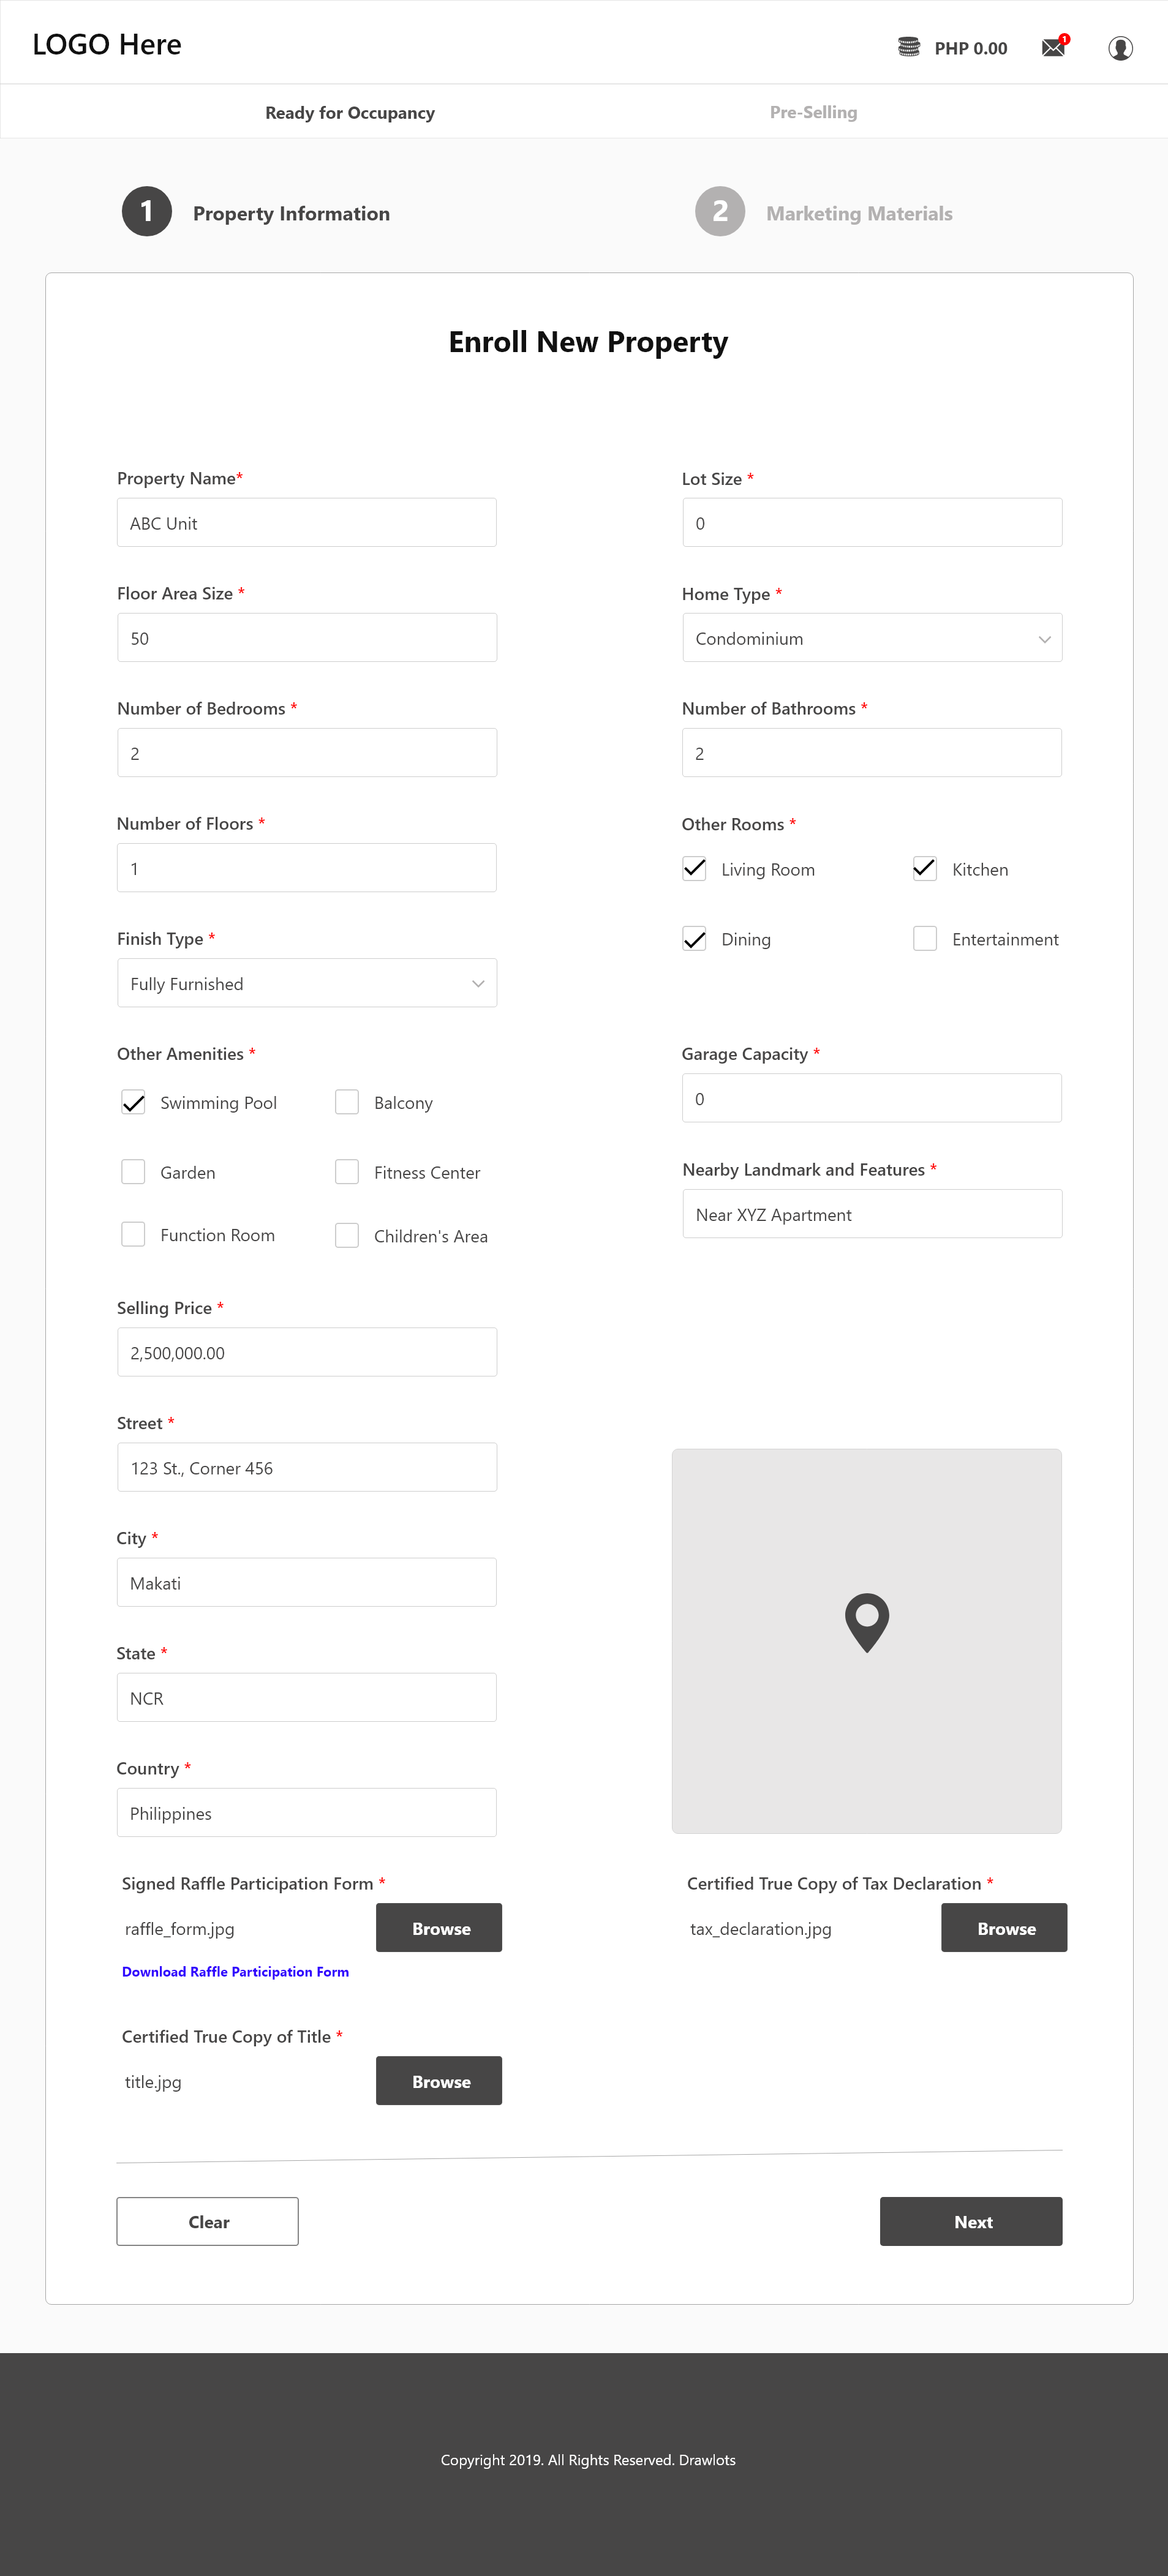 LOGO Here
PHP 0.00
1
Ready for Occupancy
Pre-Selling
1 Property Information
2 Marketing Materials
Enroll New Property
Property Name*
Lot Size *
ABC Unit
0
Floor Area Size *
Home Type *
50
Condominium
Number of Bedrooms *
Number of Bathrooms *
2
2
Number of Floors *
Other Rooms *
1
Living Room
Kitchen
Finish Type *
Dining
Entertainment
Fully Furnished
Other Amenities *
Garage Capacity *
Swimming Pool
Balcony
0
Garden
Fitness Center
Nearby Landmark and Features *
Near XYZ Apartment
Function Room
Children's Area
Selling Price *
2,500,000.00
Street *
123 St., Corner 456
City *
Makati
State *
NCR
Country *
Philippines
Signed Raffle Participation Form *
Certified True Copy of Tax Declaration *
raffle_form.jpg
Browse
tax_declaration.jpg
Browse
Download Raffle Participation Form
Certified True Copy of Title *
title.jpg
Browse
Clear
Next
Copyright 2019. All Rights Reserved. Drawlots